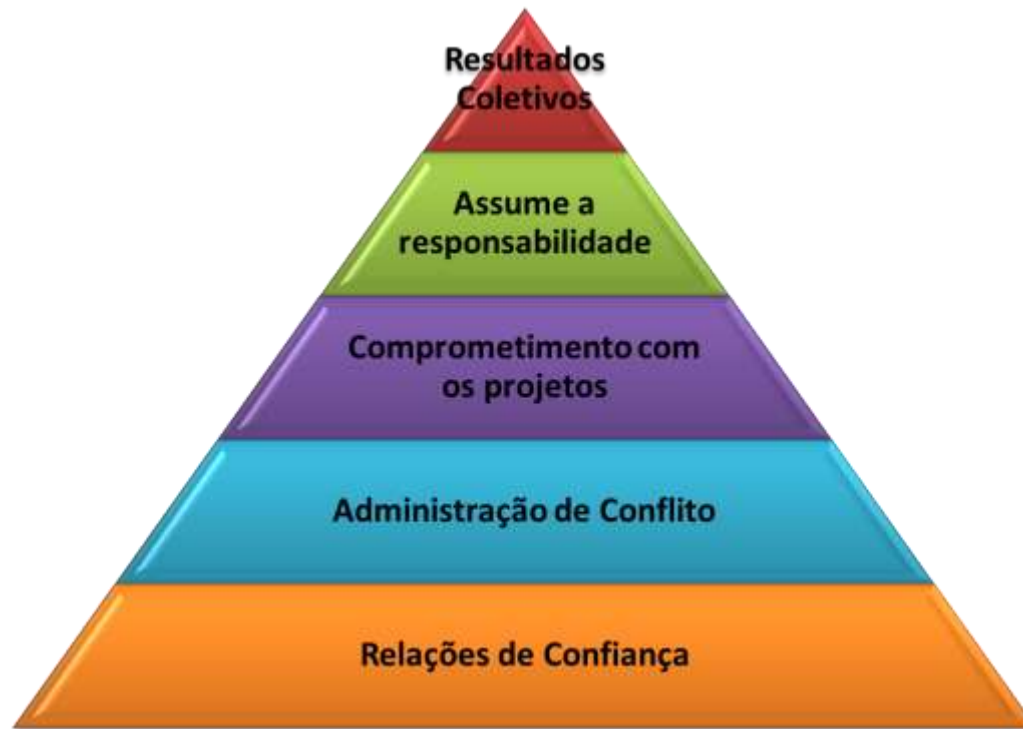 Resultados
Coletivos
Assume a
responsabilidade
Comprometimento com
os projetos
Administração de Conflito
Relações de Confiança